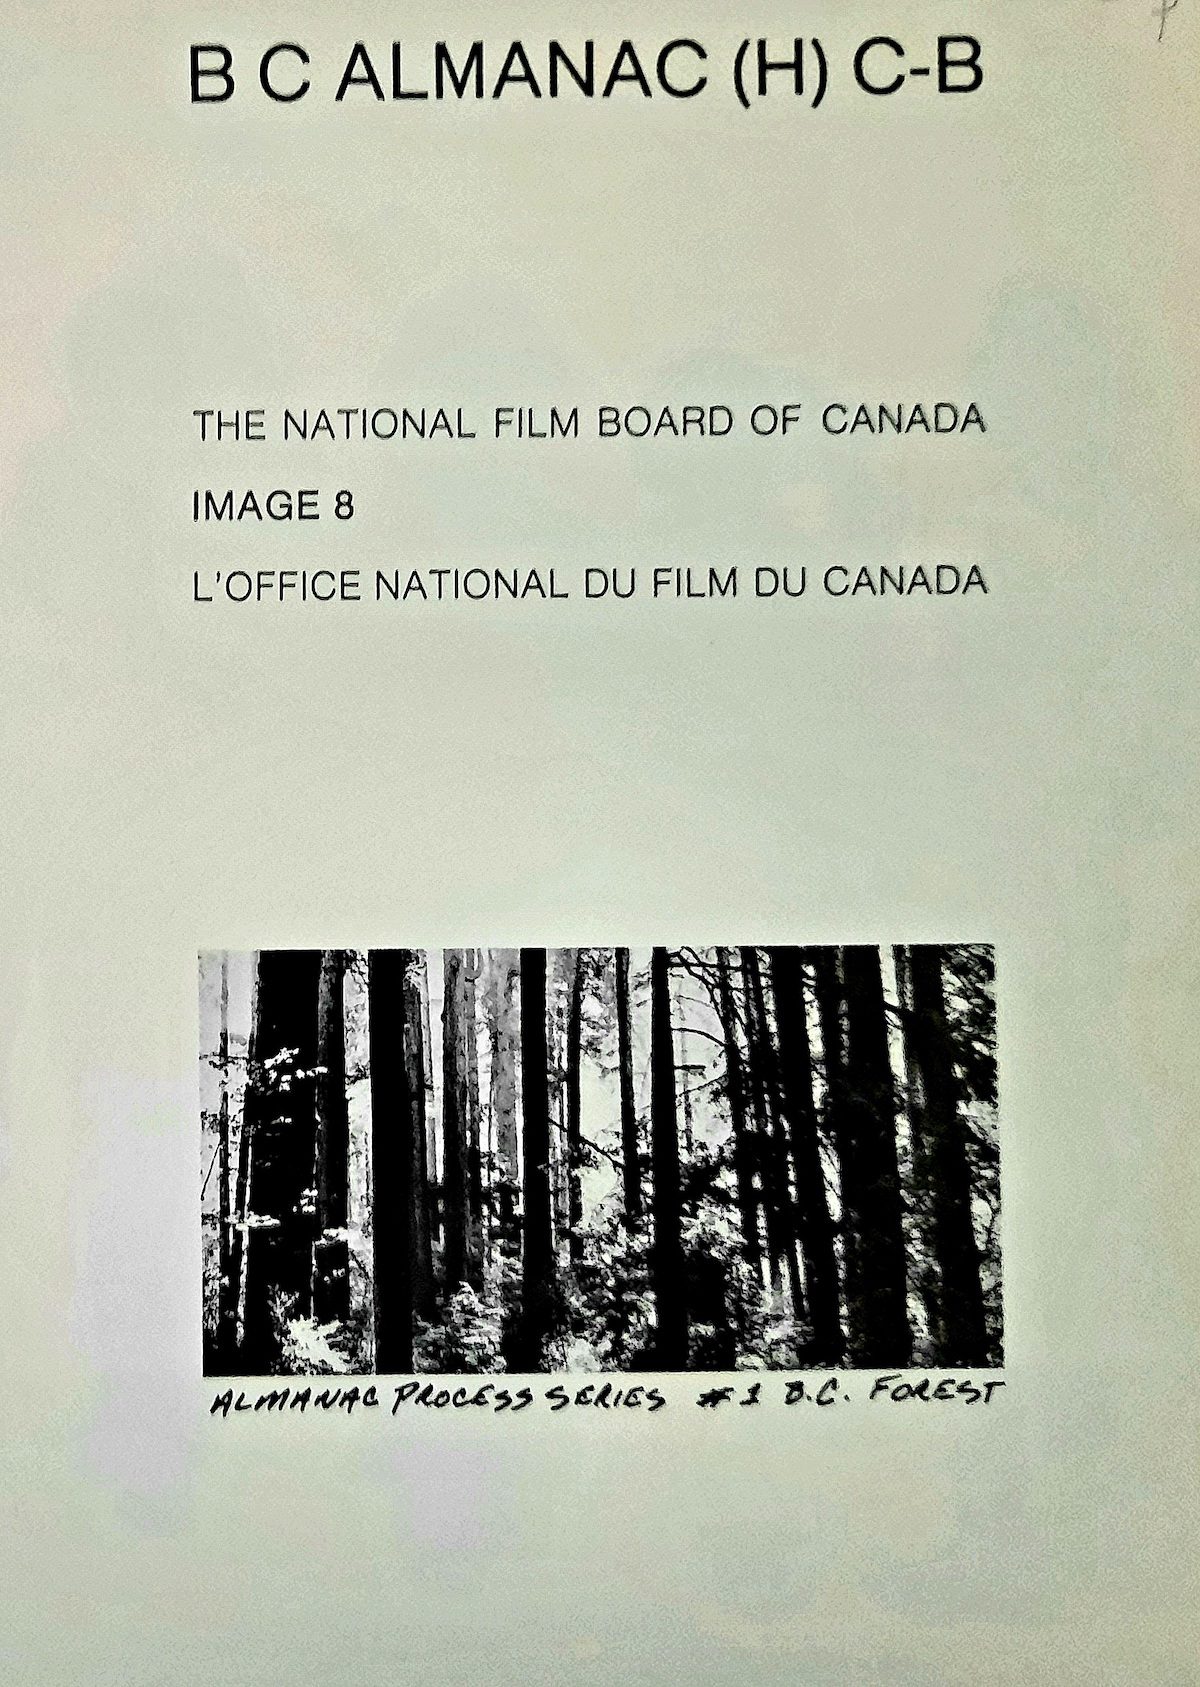 B C ALMANAC (H) C-B
THE NATIONAL FILM BOARD OF CANADA
IMAGE 8
L'OFFICE NATIONAL DU FILM DU CANADA
ALMANAC PROCESS SERIES #1 B.C. FOREST